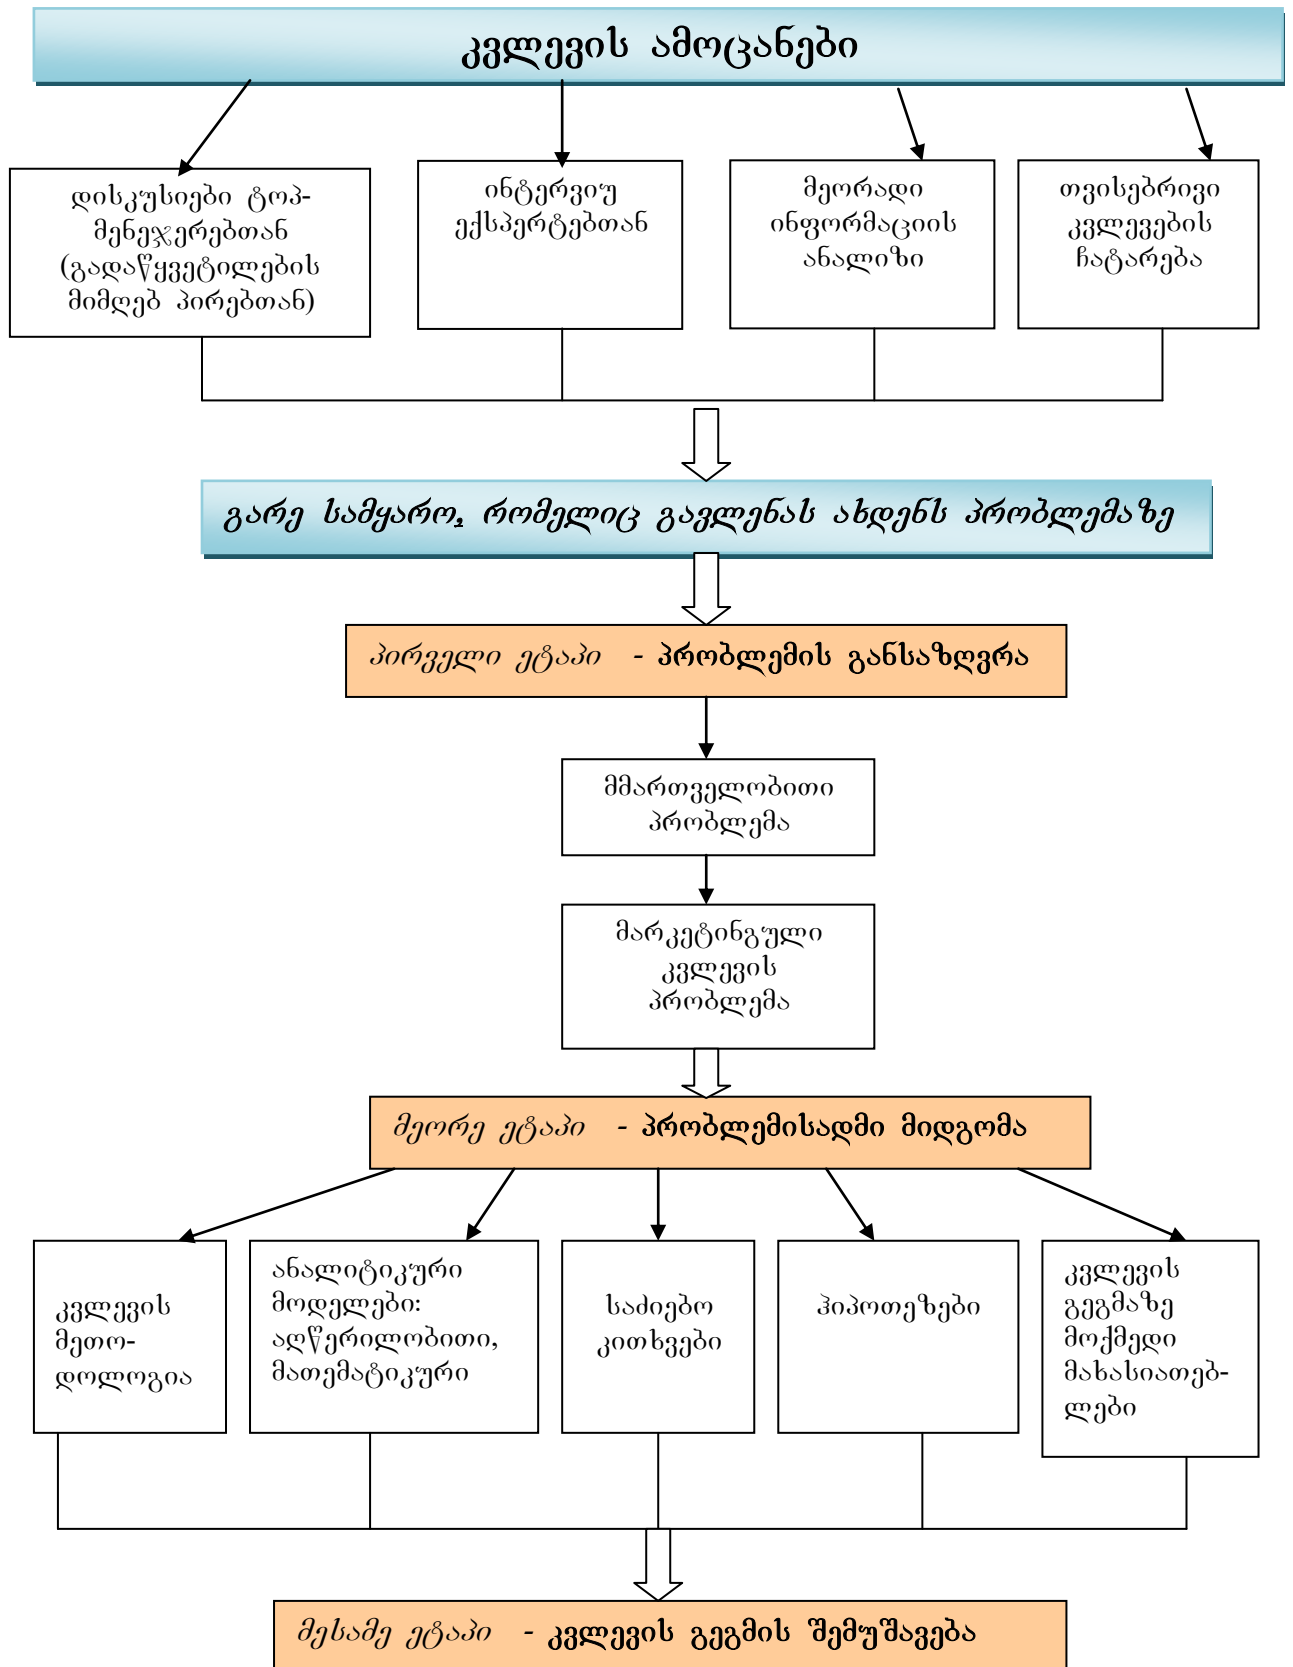 კვლევის ამოცანები
დისკუსიები ტოპ-
მენეჯერებთან
(გადაწყვეტილების
მიმღებ პირებთან)
ინტერვიუ
ექსპერტებთან
მეორადი
ინფორმაციის
ანალიზი
თვისებრივი
კვლევების
ჩატარება
გარე სამყარო, რომელიც გავლენას ახდენს პრობლემაზე
პირველი ეტაპი - პრობლემის განსაზღვრა
მმართველობითი
პრობლემა
მარკეტინგული
კვლევის
პრობლემა
მეორე ეტაპი - პრობლემისადმი მიდგომა
კვლევის
მეთო-
დოლოგია
ანალიტიკური
მოდელები:
აღწერილობითი,
მათემატიკური
საძიებო
კითხვები
ჰიპოთეზები
კვლევის
გეგმაზე
მოქმედი
მახასიათებ-
ლები
მესამე ეტაპი - კვლევის გეგმის შემუშავება